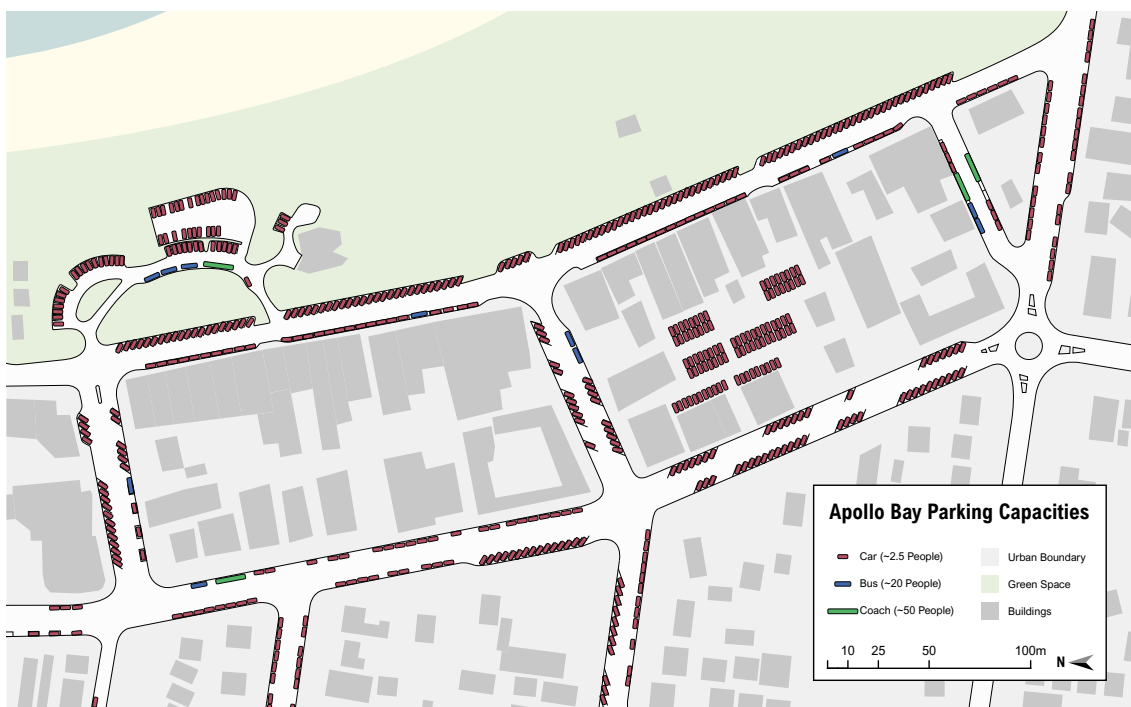 Apollo Bay Parking Capacities
Car (~2.5 People)
Urban Boundary
Bus (~20 People)
Green Space
Coach (~50 People)
Buildings
10 25 50 100m
N